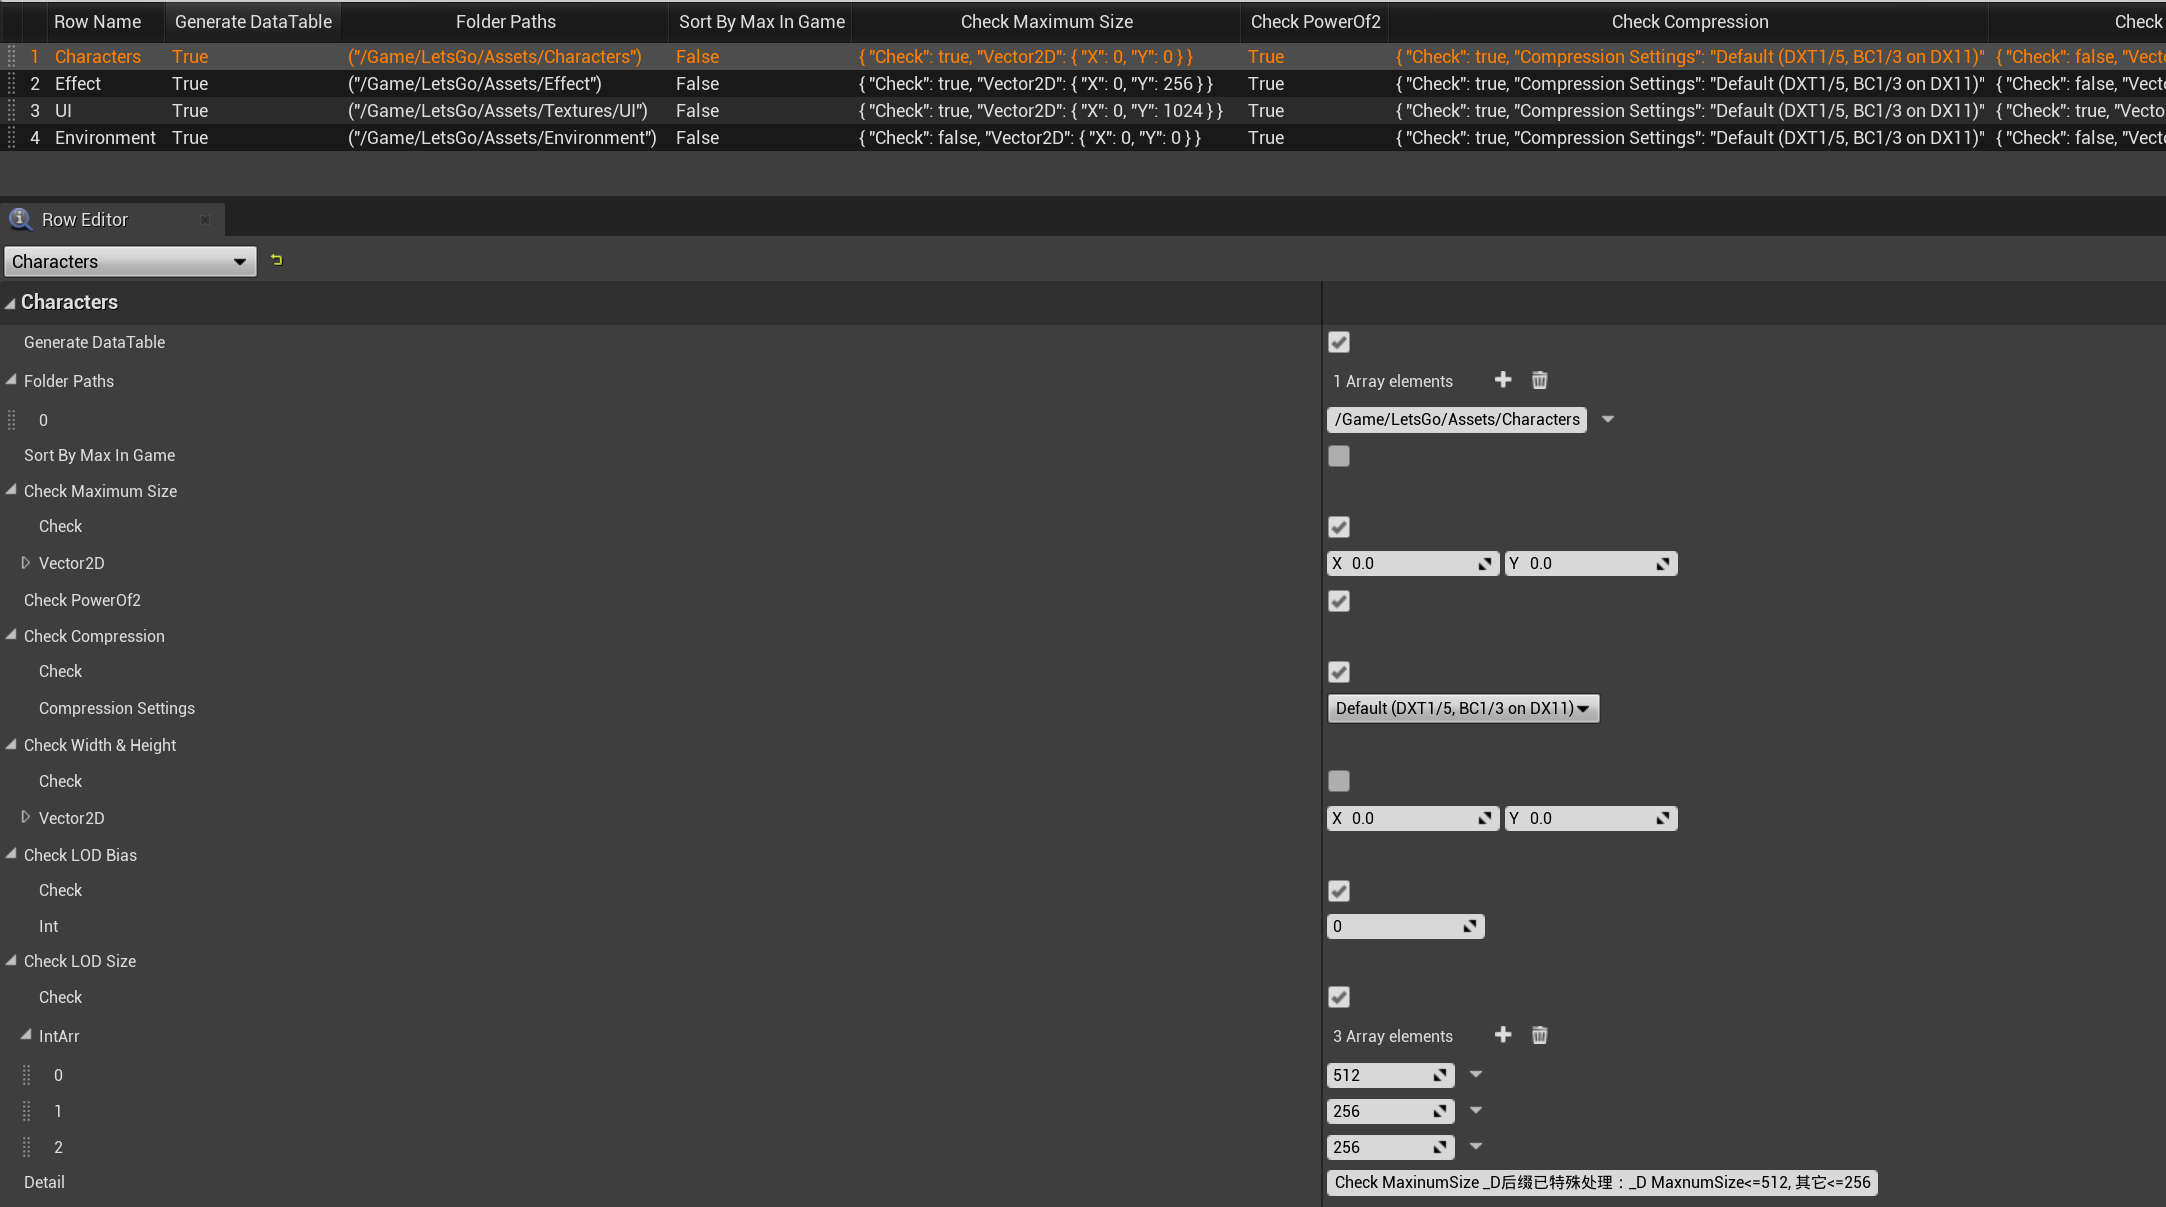 Row Name Generate DataTable Folder Paths Sort By Max In Game Check Maximum Size Check PowerOf2 Check Compression Check
1 Characters True ("/Game/LetsGo/Assets/Characters") False { "Check": true, "Vector2D": { "X": 0, "Y": 0 } } True { "Check": true, "Compression Settings": "Default (DXT1/5, BC1/3 on DX11)" { "Check": false, "Vect
2 Effect True ("/Game/LetsGo/Assets/Effect") False { "Check": true, "Vector2D": { "X": 0, "Y": 256 } } True { "Check": true, "Compression Settings": "Default (DXT1/5, BC1/3 on DX11)" { "Check": false, "Vect
3 UI True ("/Game/LetsGo/Assets/Textures/UI") False { "Check": true, "Vector2D": { "X": 0, "Y": 1024 } } True { "Check": true, "Compression Settings": "Default (DXT1/5, BC1/3 on DX11)" { "Check": true, "Vecto
4 Environment True ("/Game/LetsGo/Assets/Environment") False { "Check": false, "Vector2D": { "X": 0, "Y": 0 } } True { "Check": true, "Compression Settings": "Default (DXT1/5, BC1/3 on DX11)" { "Check": false, "Vect
Row Editor
Characters
Characters
Generate DataTable
Folder Paths 1 Array elements
0 /Game/LetsGo/Assets/Characters
Sort By Max In Game
Check Maximum Size
Check
Vector2D X 0.0 Y 0.0
Check PowerOf2
Check Compression
Check
Compression Settings Default (DXT1/5, BC1/3 on DX11)
Check Width & Height
Check
Vector2D X 0.0 Y 0.0
Check LOD Bias
Check
Int 0
Check LOD Size
Check
IntArr 3 Array elements
0 512
1 256
2 256
Detail Check MaxinumSize _D后缀已特殊处理：_D MaxnumSize<=512, 其它<=256